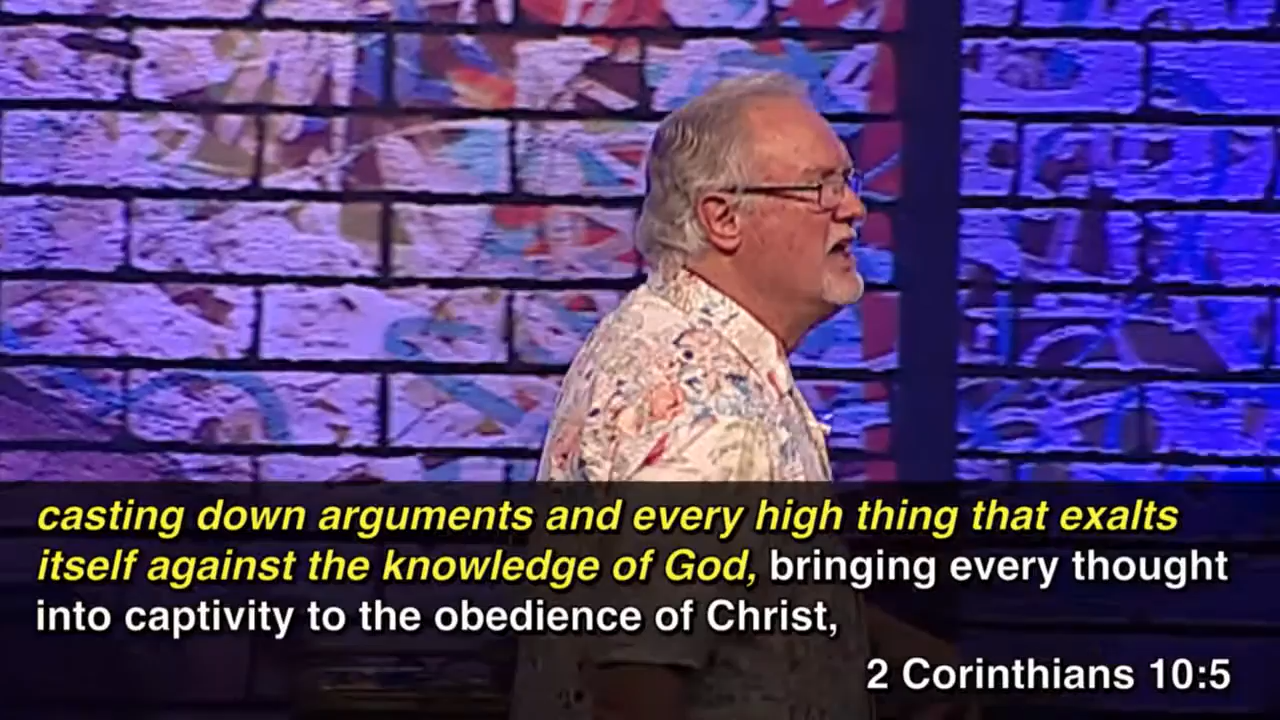 casting down arguments and every high thing that exalts
itself against the knowledge of God, bringing every thought
into captivity to the obedience of Christ,
2 Corinthians 10:5